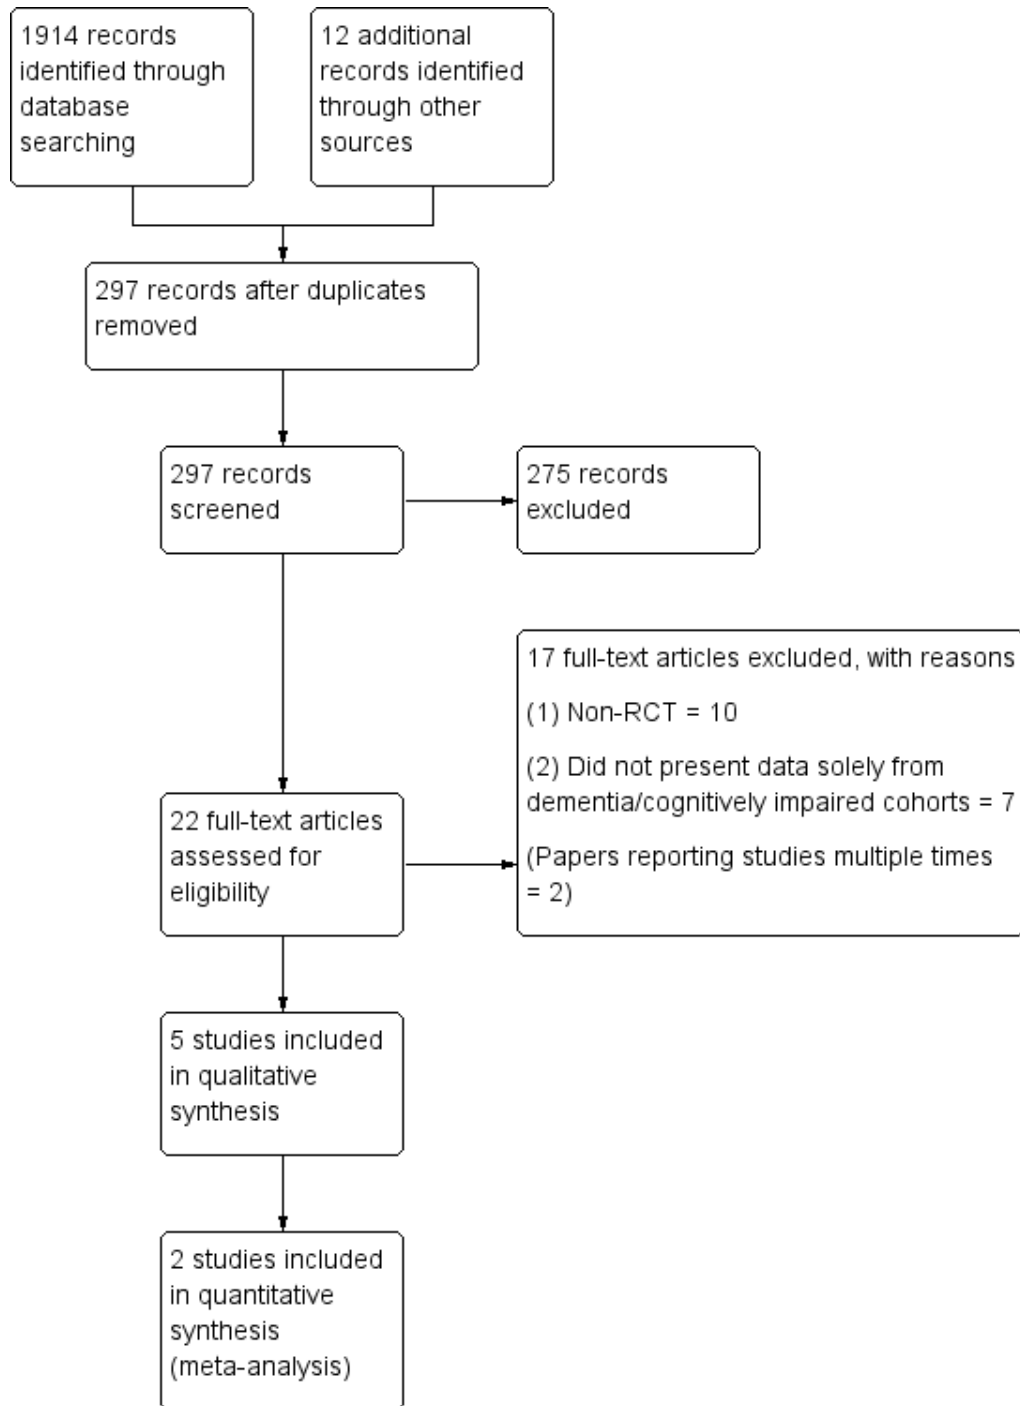 1914 records
identified through
database
searching
12 additional
records identified
through other
sources
297 records after duplicates
removed
297 records
screened
275 records
excluded
17 full-text articles excluded, with reasons
(1) Non-RCT = 10
(2) Did not present data solely from
dementia/cognitively impaired cohorts = 7
(Papers reporting studies multiple times
= 2)
22 full-text articles
assessed for
eligibility
5 studies included
in qualitative
synthesis
2 studies included
in quantitative
synthesis
(meta-analysis)